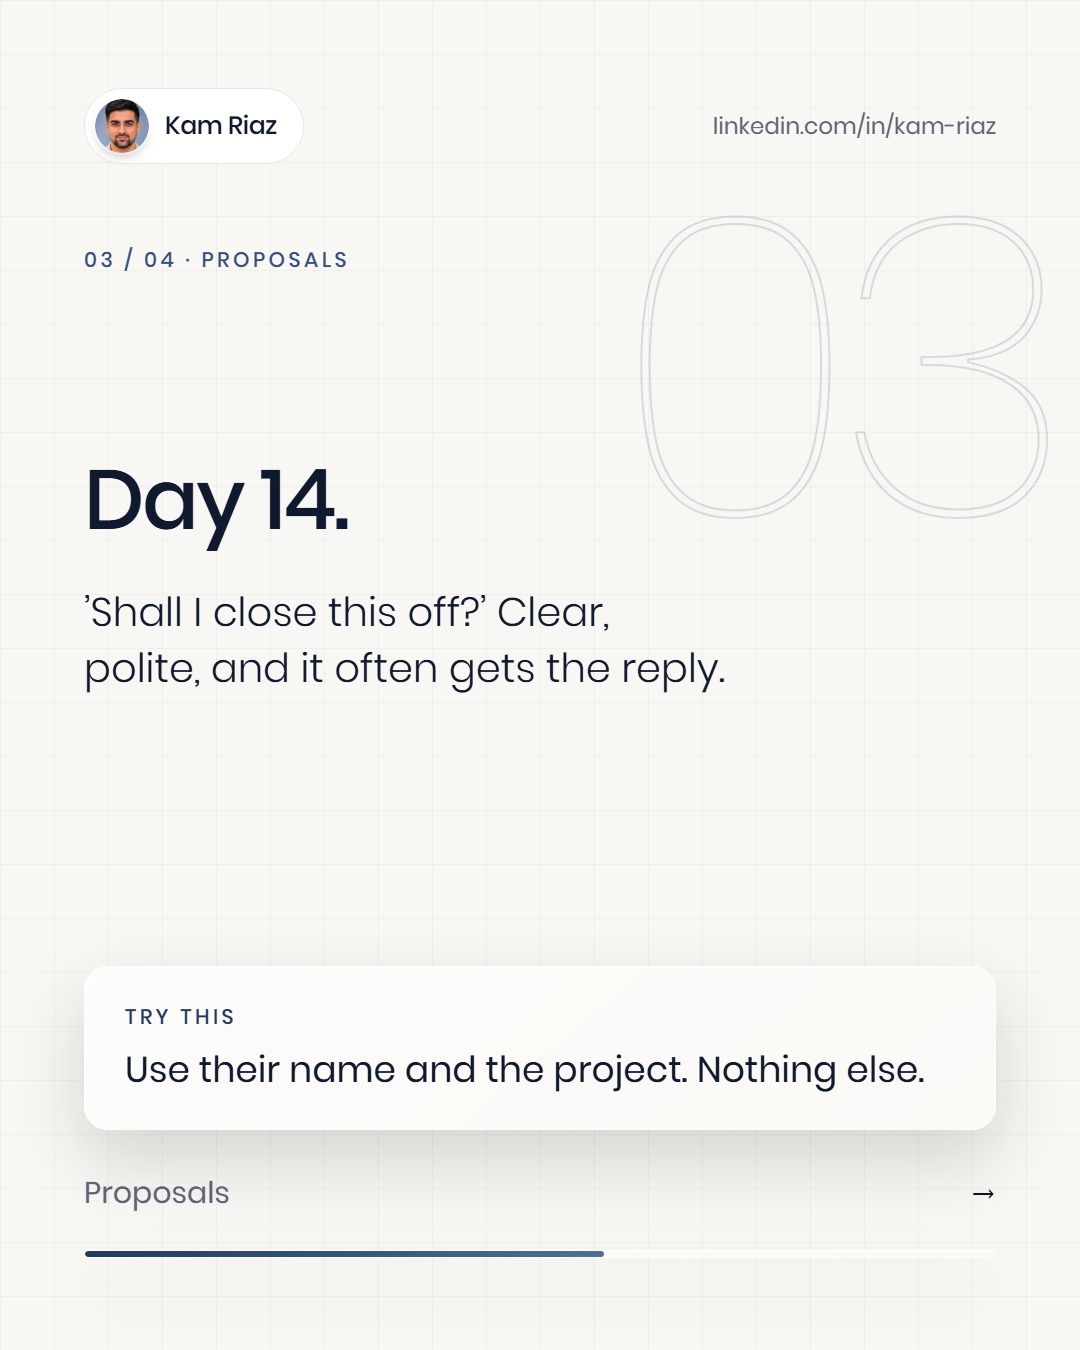 Kam Riaz
linkedin.com/in/kam-riaz
03 / 04 · PROPOSALS
03
Day 14.
’Shall I close this off?’ Clear,
polite, and it often gets the reply.
TRY THIS
Use their name and the project. Nothing else.
Proposals
→